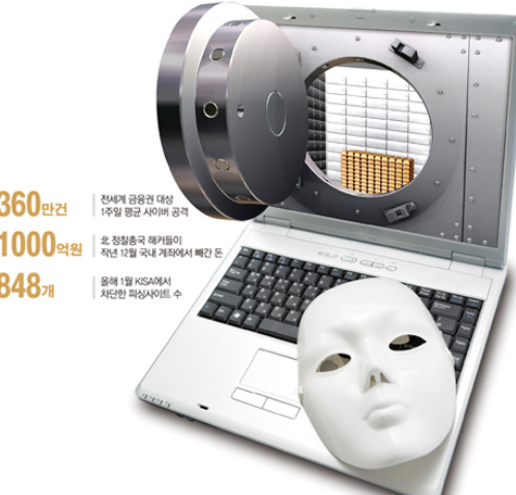 360만건
전세계 금융권 대상
1주일 평균 사이버 공격
1000억원
北 정찰총국 해커들이
작년 12월 국내 계좌에서 빼간 돈
848개
올해 1월 KISA에서
차단한 피싱사이트 수